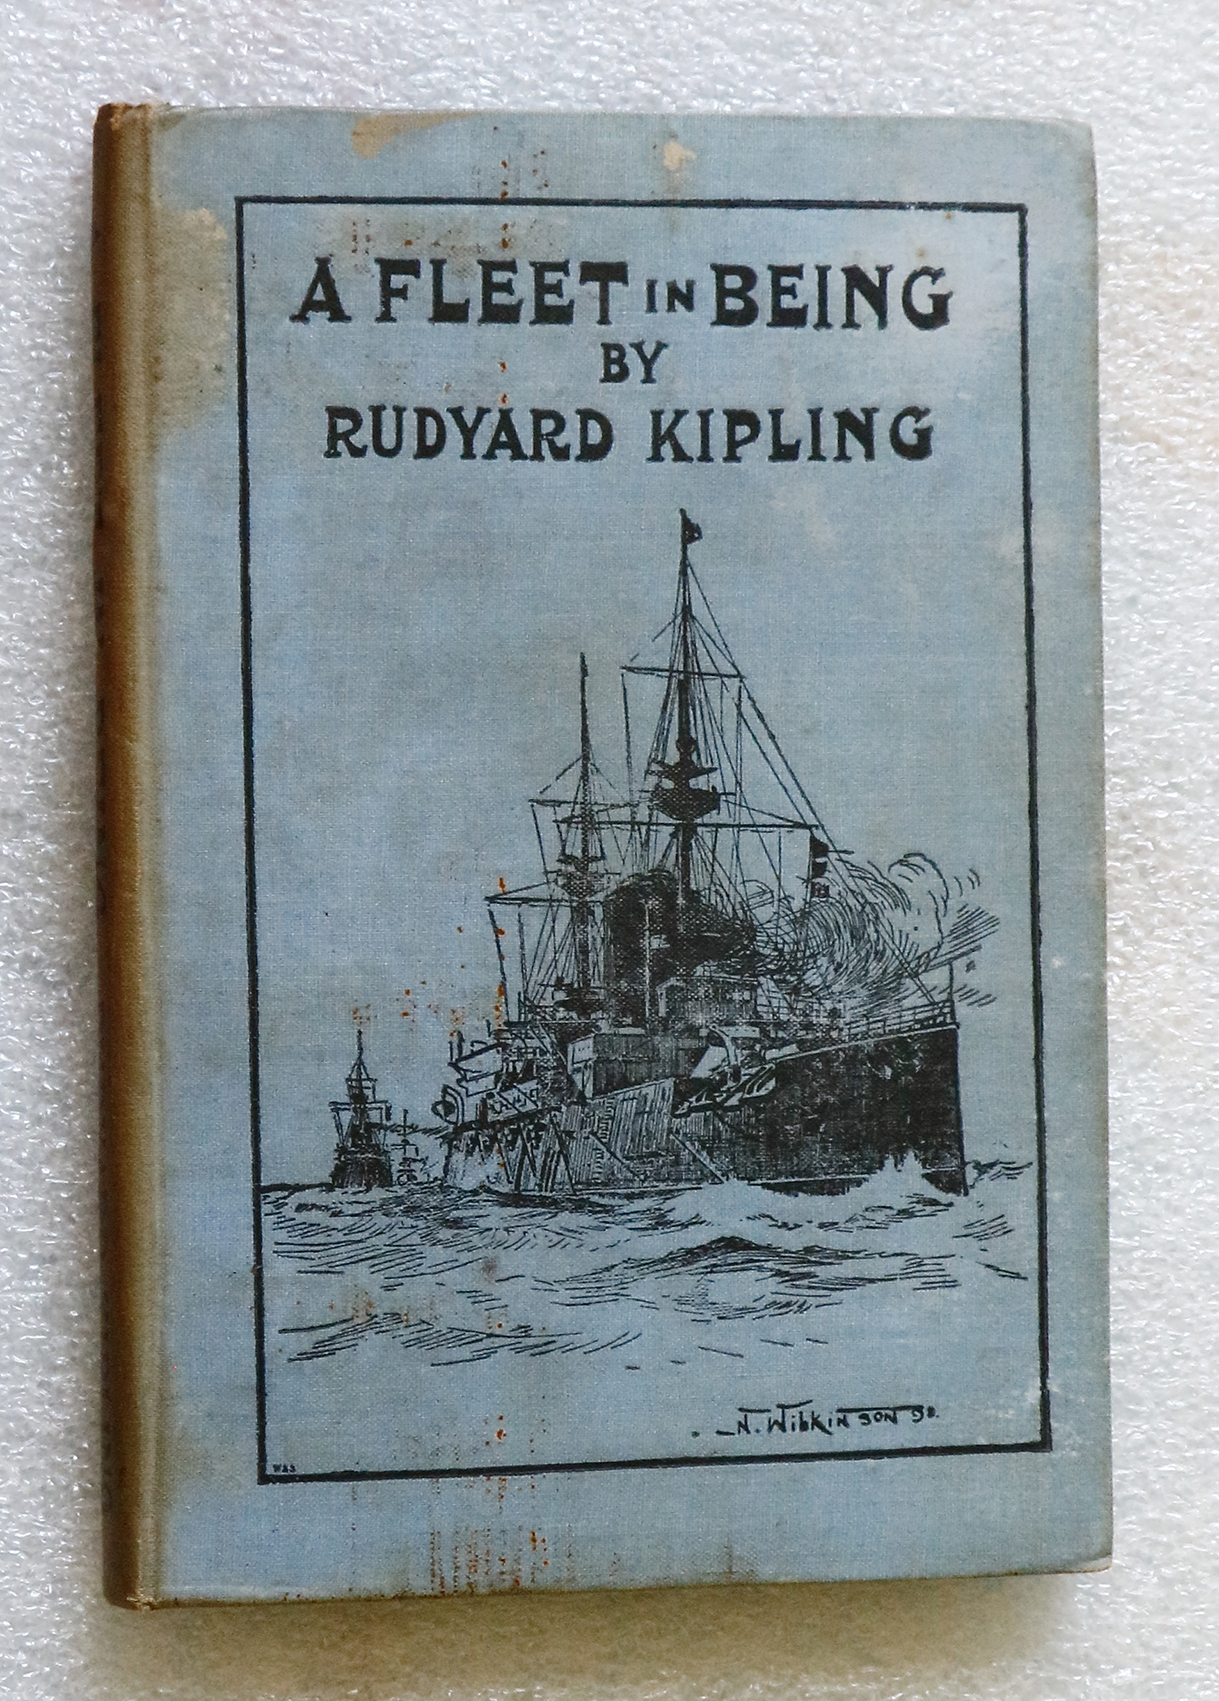 A FLEET IN BEING
BY
RUDYARD KIPLING
N. Wilkinson 98.
W&S